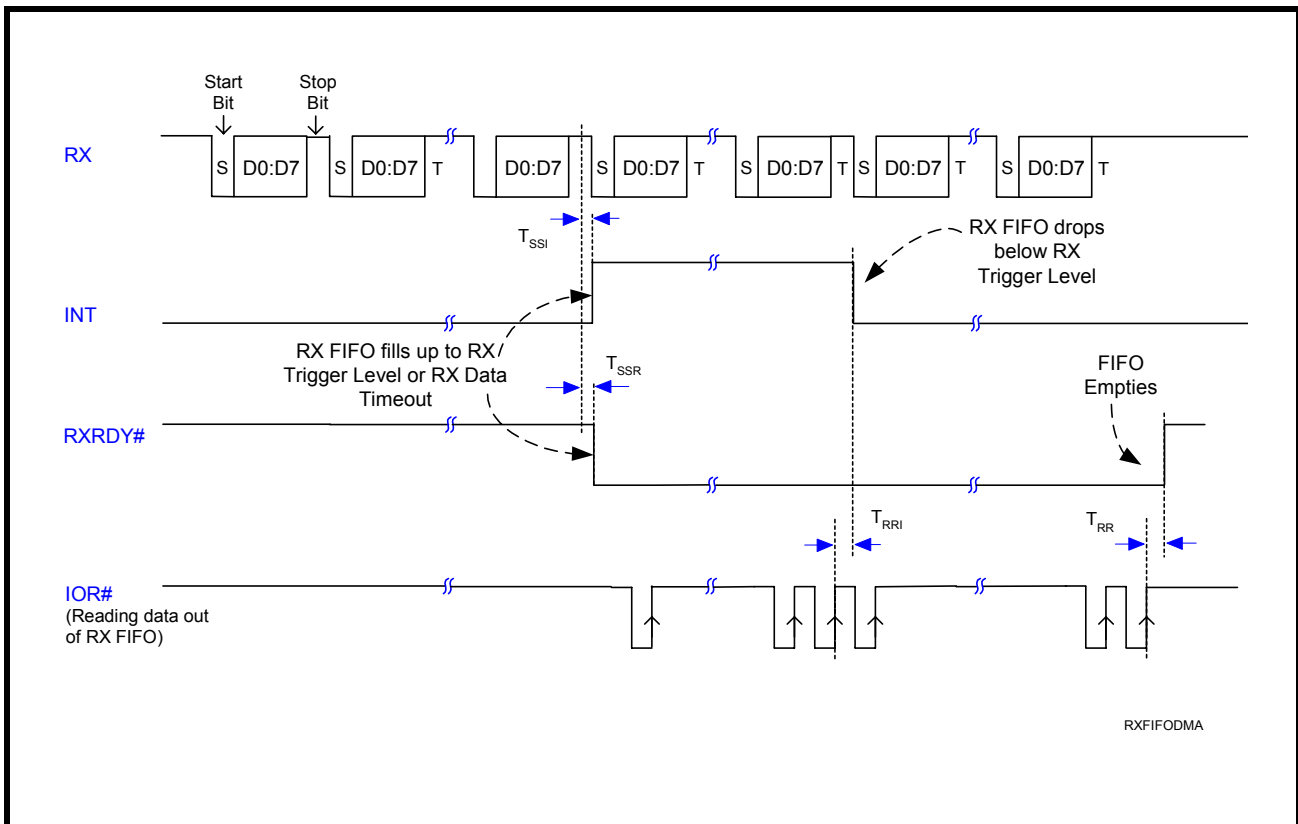 Start
Bit
Stop
Bit
RX
S
D0:D7
S
D0:D7
T
D0:D7
S
D0:D7
T
S
D0:D7
T
S
D0:D7
T
S
D0:D7
T
TSSI
RX FIFO drops
below RX
Trigger Level
INT
RX FIFO fills up to RX
Trigger Level or RX Data
Timeout
TSSR
FIFO
Empties
RXRDY#
TRRI
TRR
IOR#
(Reading data out
of RX FIFO)
RXFIFODMA